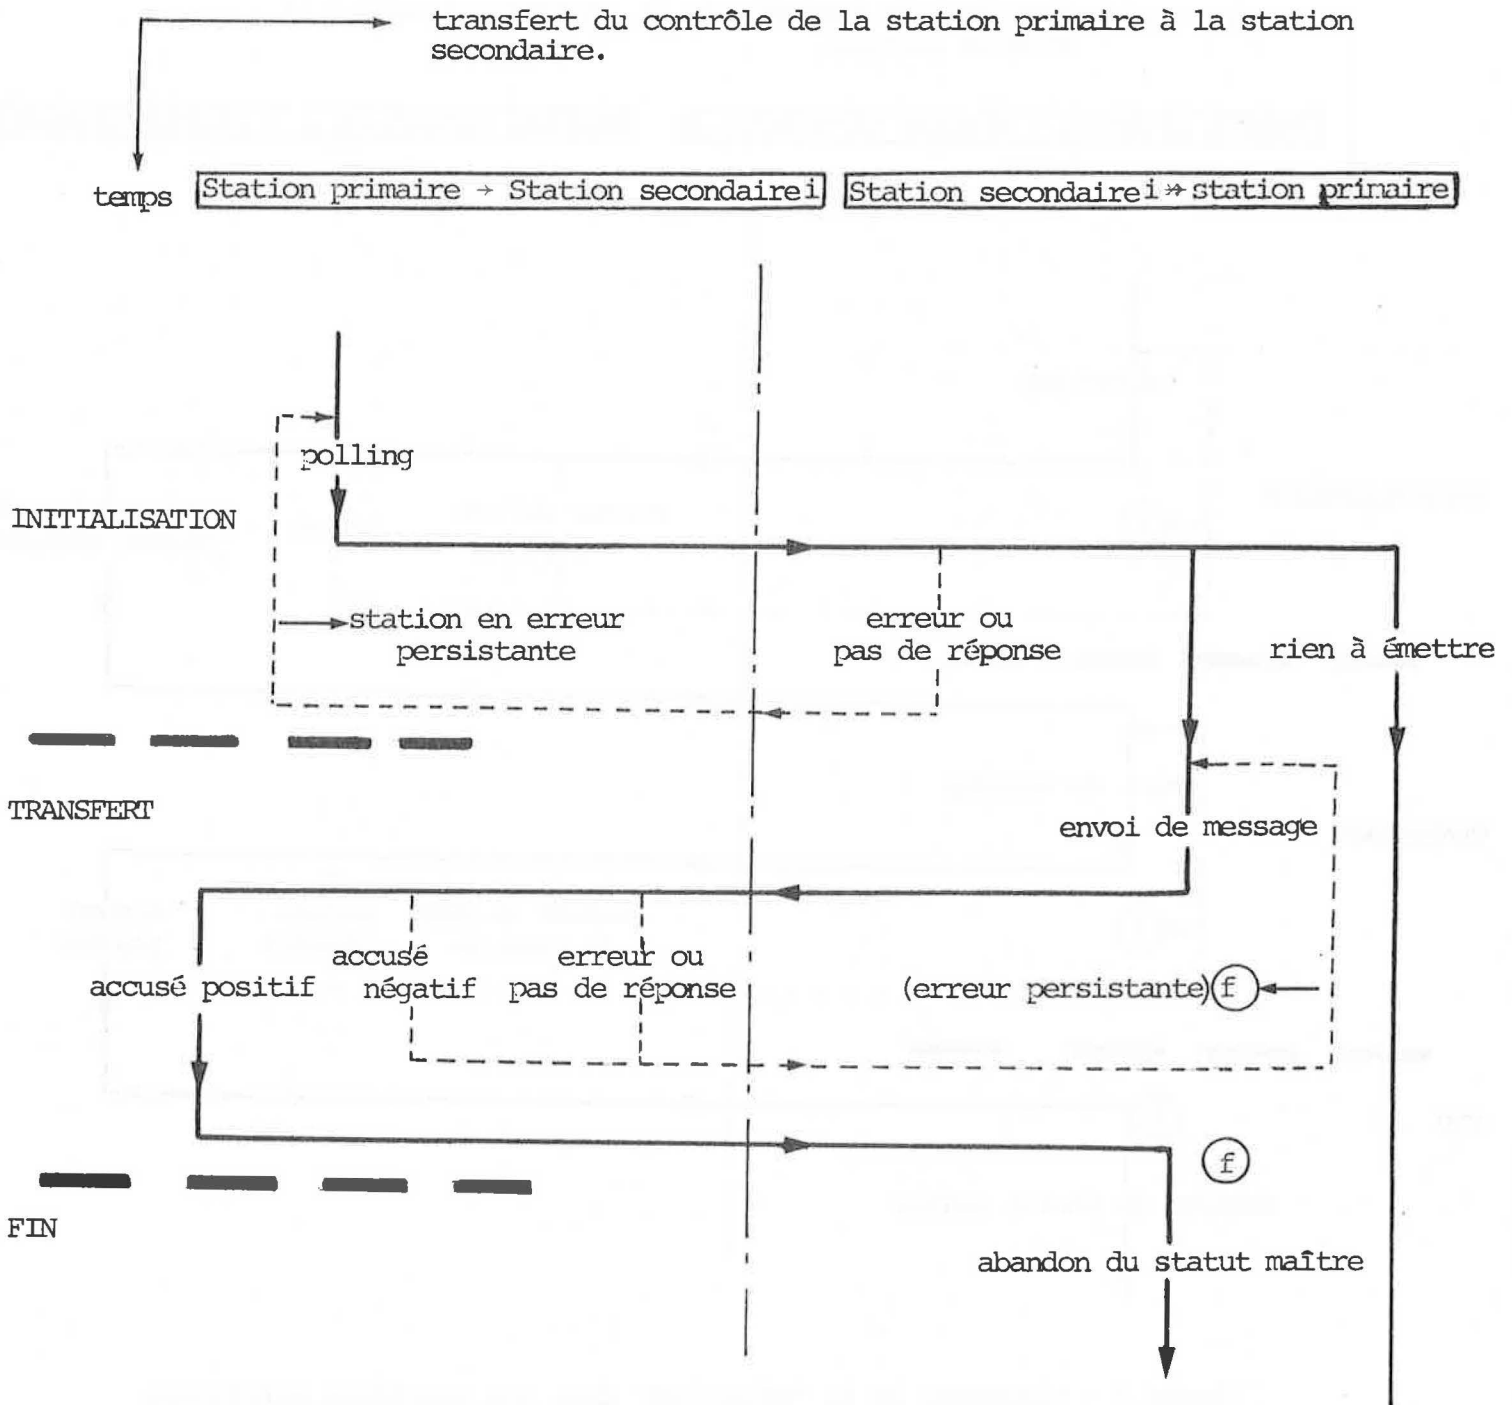 transfert du contrôle de la station primaire à la station
secondaire.
temps
Station primaire → Station secondaire i
Station secondaire i → station primaire
polling
INITIALISATION
station en erreur
persistante
erreur ou
pas de réponse
rien à émettre
TRANSFERT
envoi de message
accusé positif
accusé
négatif
erreur ou
pas de réponse
(erreur persistante) f
f
FIN
abandon du statut maître